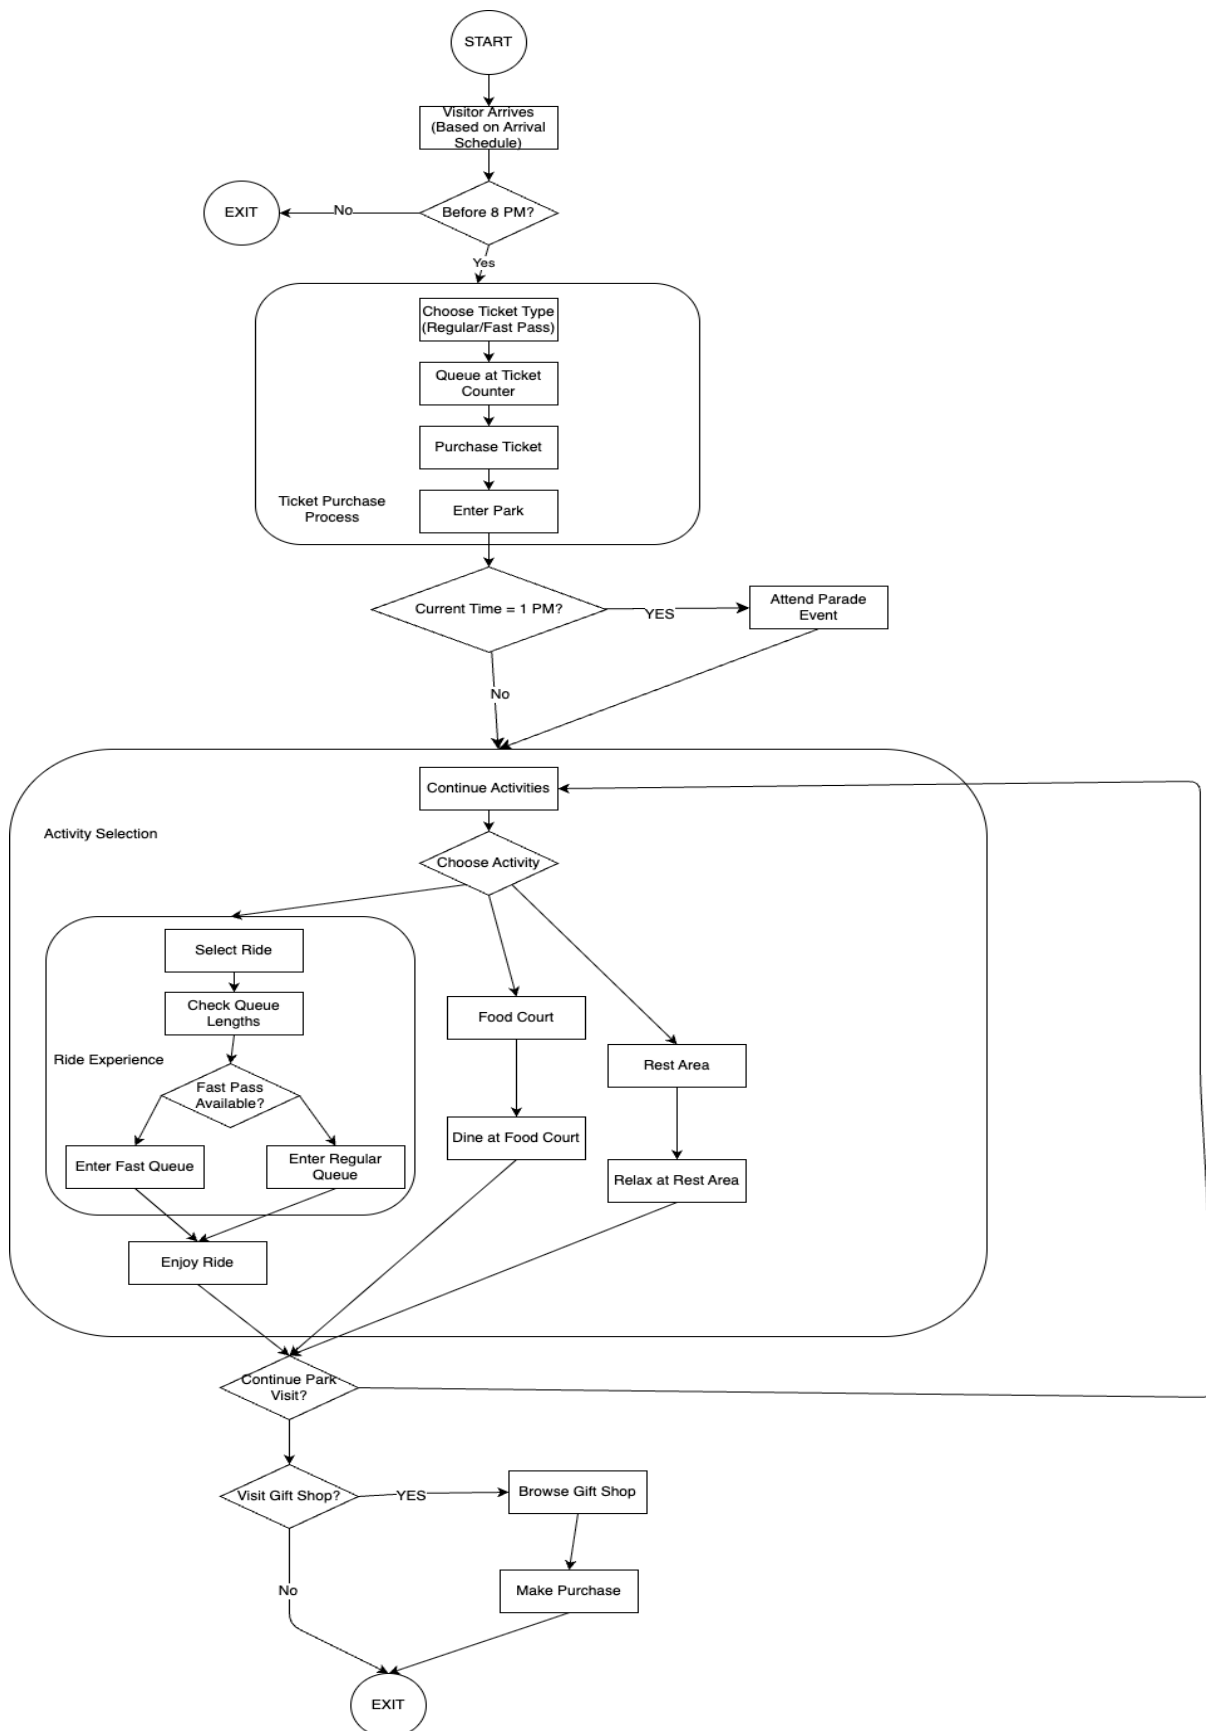 START
Visitor Arrives
(Based on Arrival
Schedule)
Before 8 PM?
No
EXIT
Yes
Choose Ticket Type
(Regular/Fast Pass)
Queue at Ticket
Counter
Purchase Ticket
Enter Park
Ticket Purchase
Process
Current Time = 1 PM?
YES
Attend Parade
Event
No
Continue Activities
Activity Selection
Choose Activity
Select Ride
Check Queue
Lengths
Ride Experience
Fast Pass
Available?
Enter Fast Queue
Enter Regular
Queue
Enjoy Ride
Food Court
Dine at Food Court
Rest Area
Relax at Rest Area
Continue Park
Visit?
Visit Gift Shop?
YES
Browse Gift Shop
Make Purchase
No
EXIT